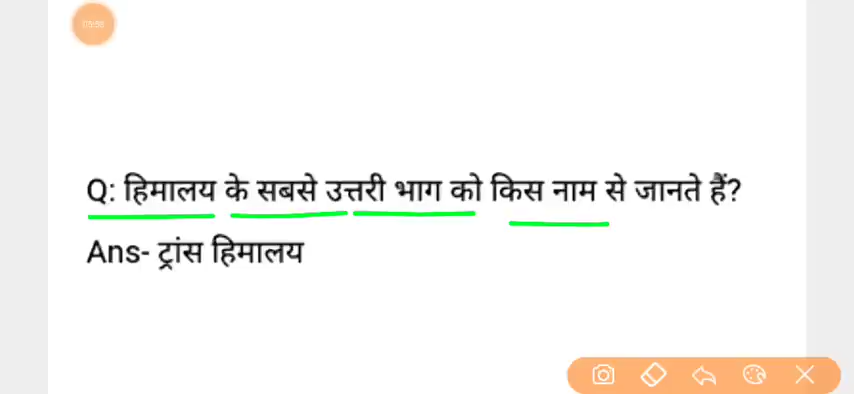 Q: हिमालय के सबसे उत्तरी भाग को किस नाम से जानते हैं?
Ans- ट्रांस हिमालय